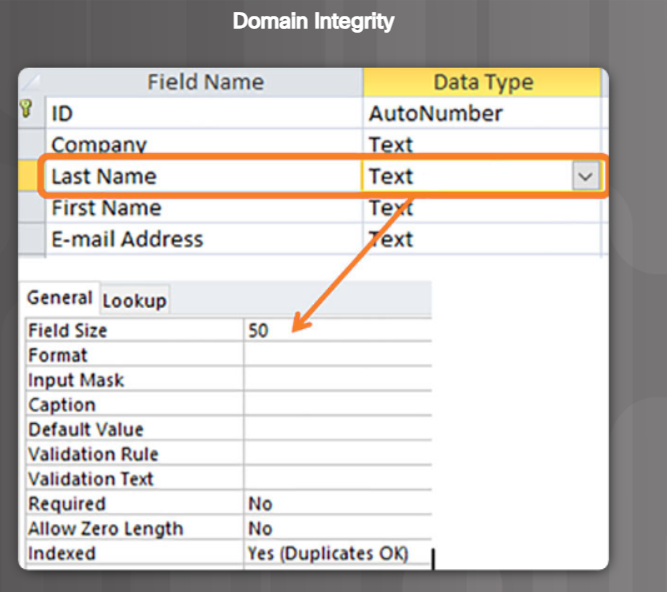 Domain Integrity
Field Name Data Type
ID AutoNumber
Company Text
Last Name Text
First Name Text
E-mail Address Text
General Lookup
Field Size 50
Format
Input Mask
Caption
Default Value
Validation Rule
Validation Text
Required No
Allow Zero Length No
Indexed Yes (Duplicates OK)